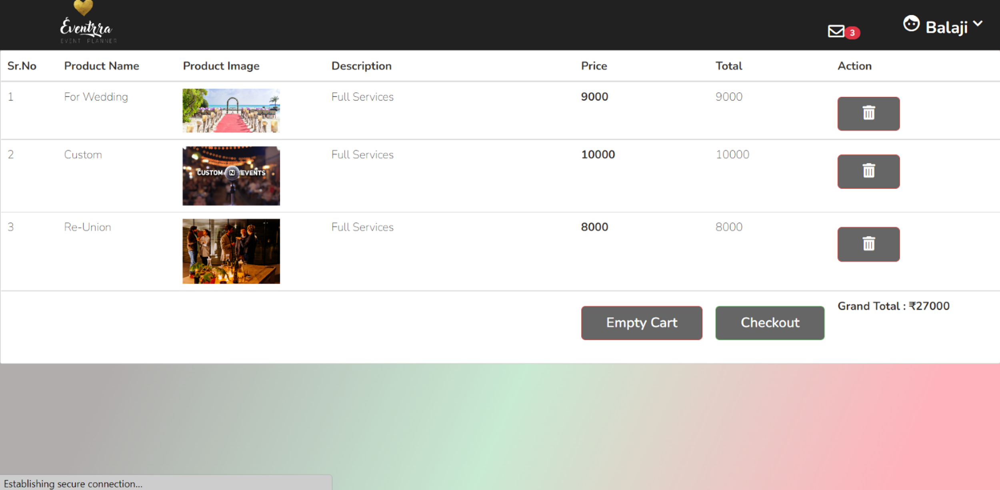 Éventrra
EVENT PLANNER
3
Balaji
Sr.No Product Name Product Image Description Price Total Action
1 For Wedding Full Services 9000 9000
2 Custom Full Services 10000 10000
CUSTOM N EVENTS
3 Re-Union Full Services 8000 8000
Empty Cart Checkout Grand Total : ₹27000
Establishing secure connection...